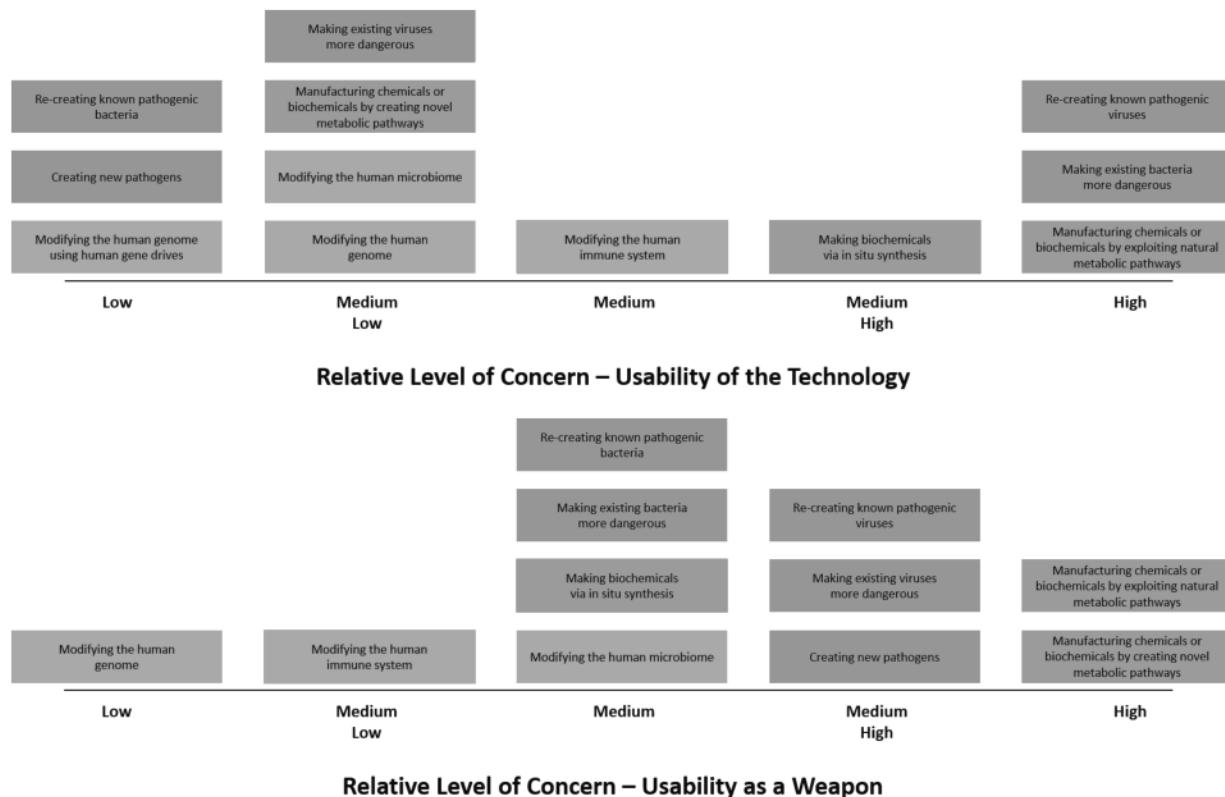 Making existing viruses
more dangerous
Re-creating known pathogenic
bacteria
Manufacturing chemicals or
biochemicals by creating novel
metabolic pathways
Re-creating known pathogenic
viruses
Creating new pathogens
Modifying the human microbiome
Making existing bacteria
more dangerous
Modifying the human genome
using human gene drives
Modifying the human
genome
Modifying the human
immune system
Making biochemicals
via in situ synthesis
Manufacturing chemicals or
biochemicals by exploiting natural
metabolic pathways
Low
Medium
Low
Medium
Medium
High
High
Relative Level of Concern – Usability of the Technology
Re-creating known pathogenic
bacteria
Making existing bacteria
more dangerous
Re-creating known pathogenic
viruses
Making biochemicals
via in situ synthesis
Making existing viruses
more dangerous
Manufacturing chemicals or
biochemicals by exploiting natural
metabolic pathways
Modifying the human
genome
Modifying the human
immune system
Modifying the human microbiome
Creating new pathogens
Manufacturing chemicals or
biochemicals by creating novel
metabolic pathways
Low
Medium
Low
Medium
Medium
High
High
Relative Level of Concern – Usability as a Weapon